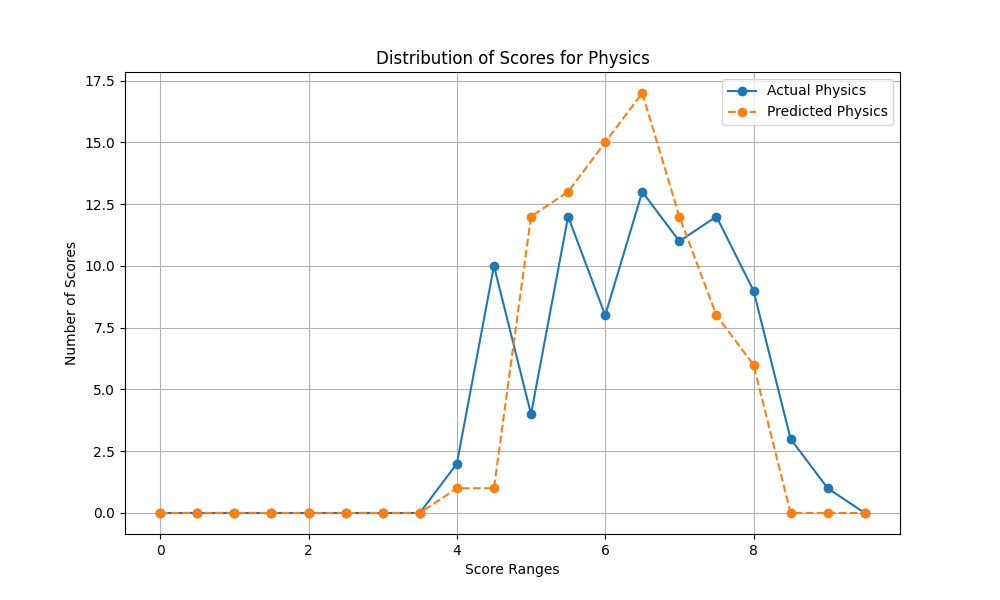 Distribution of Scores for Physics
17.5
15.0
12.5
10.0
7.5
5.0
2.5
0.0
Number of Scores
Actual Physics
Predicted Physics
0 2 4 6 8
Score Ranges